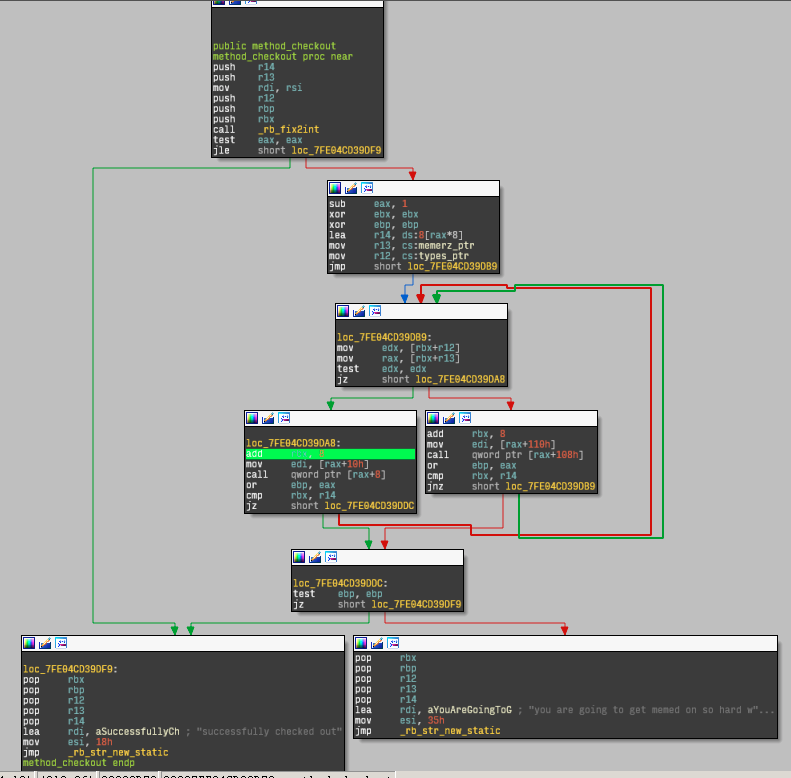 public method_checkout
method_checkout proc near
push r14
push r13
mov rdi, rsi
push r12
push rbp
push rbx
call _rb_fix2int
test eax, eax
jle short loc_7FE04CD39DF9
sub eax, 1
xor ebx, ebx
xor ebp, ebp
lea r14, ds:8[rax*8]
mov r13, cs:memerz_ptr
mov r12, cs:types_ptr
jmp short loc_7FE04CD39DB9
loc_7FE04CD39DB9:
mov edx, [rbx+r12]
mov rax, [rbx+r13]
test edx, edx
jz short loc_7FE04CD39DA8
loc_7FE04CD39DA8:
add
mov edi, [rax+10h]
call qword ptr [rax+8]
or ebp, eax
cmp rbx, r14
jz short loc_7FE04CD39DDC
add rbx, 8
mov edi, [rax+110h]
call qword ptr [rax+108h]
or ebp, eax
cmp rbx, r14
jnz short loc_7FE04CD39DB9
loc_7FE04CD39DDC:
test ebp, ebp
jz short loc_7FE04CD39DF9
loc_7FE04CD39DF9:
pop rbx
pop rbp
pop r12
pop r13
pop r14
lea rdi, aSuccessfullyCh ; "successfully checked out"
mov esi, 18h
jmp _rb_str_new_static
method_checkout endp
pop rbx
pop rbp
pop r12
pop r13
pop r14
lea rdi, aYouAreGoingToG ; "you are going to get memed on so hard w"...
mov esi, 35h
jmp _rb_str_new_static